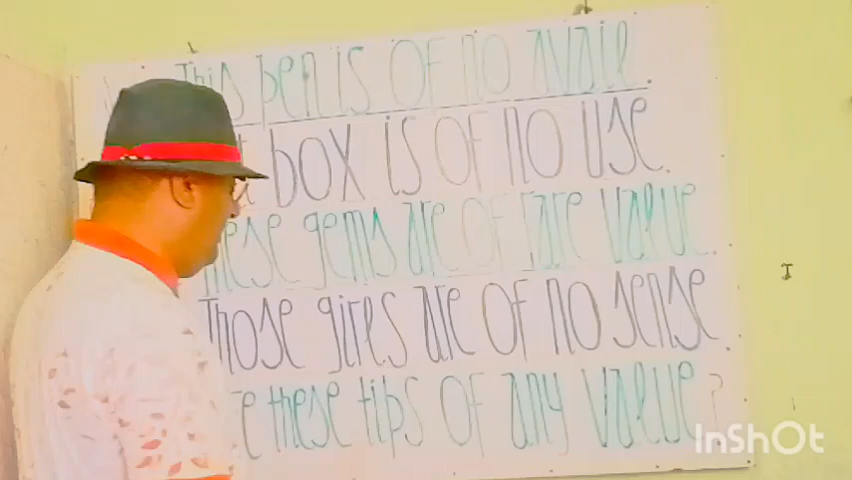 This pen is of no avail.
box is of no use.
These gems are of rare value.
Those girls are of no sense.
these tips of any value?
InShOt